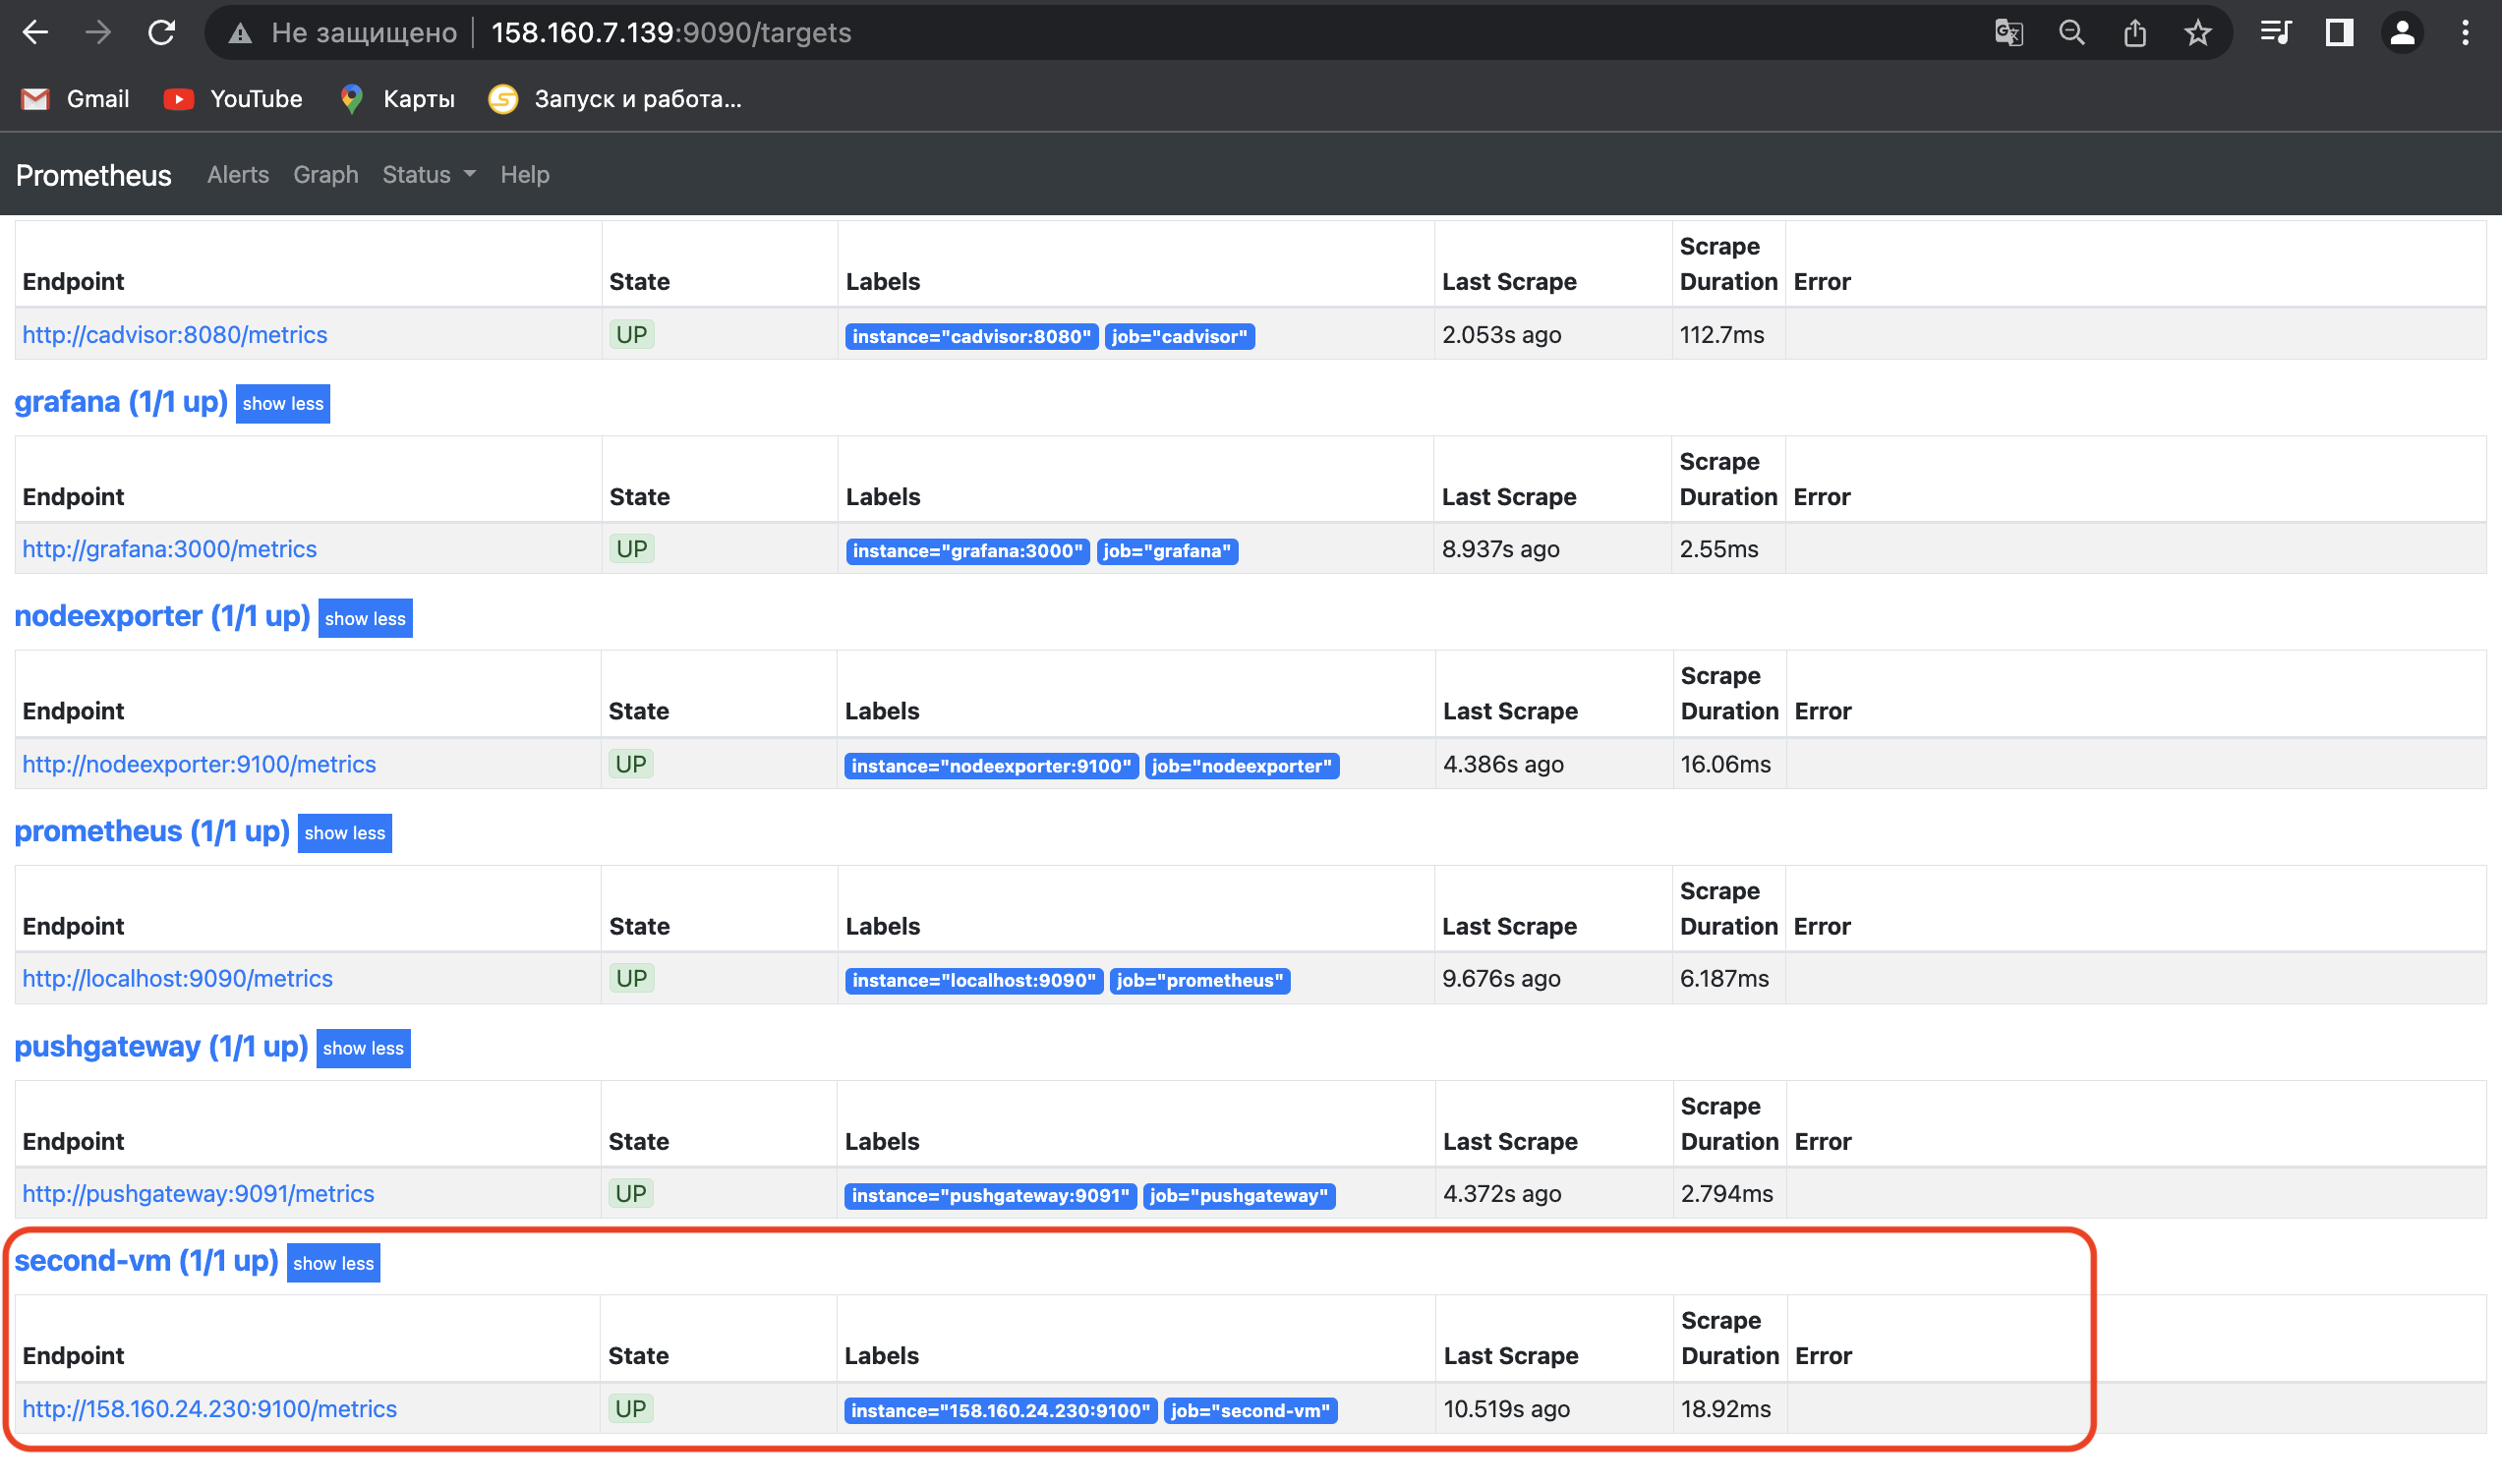 Не защищено 158.160.7.139:9090/targets
Gmail YouTube Карты Запуск и работа...
Prometheus Alerts Graph Status Help
Endpoint State Labels Last Scrape Scrape Duration Error
http://cadvisor:8080/metrics UP instance="cadvisor:8080" job="cadvisor" 2.053s ago 112.7ms
grafana (1/1 up) show less
Endpoint State Labels Last Scrape Scrape Duration Error
http://grafana:3000/metrics UP instance="grafana:3000" job="grafana" 8.937s ago 2.55ms
nodeexporter (1/1 up) show less
Endpoint State Labels Last Scrape Scrape Duration Error
http://nodeexporter:9100/metrics UP instance="nodeexporter:9100" job="nodeexporter" 4.386s ago 16.06ms
prometheus (1/1 up) show less
Endpoint State Labels Last Scrape Scrape Duration Error
http://localhost:9090/metrics UP instance="localhost:9090" job="prometheus" 9.676s ago 6.187ms
pushgateway (1/1 up) show less
Endpoint State Labels Last Scrape Scrape Duration Error
http://pushgateway:9091/metrics UP instance="pushgateway:9091" job="pushgateway" 4.372s ago 2.794ms
second-vm (1/1 up) show less
Endpoint State Labels Last Scrape Scrape Duration Error
http://158.160.24.230:9100/metrics UP instance="158.160.24.230:9100" job="second-vm" 10.519s ago 18.92ms